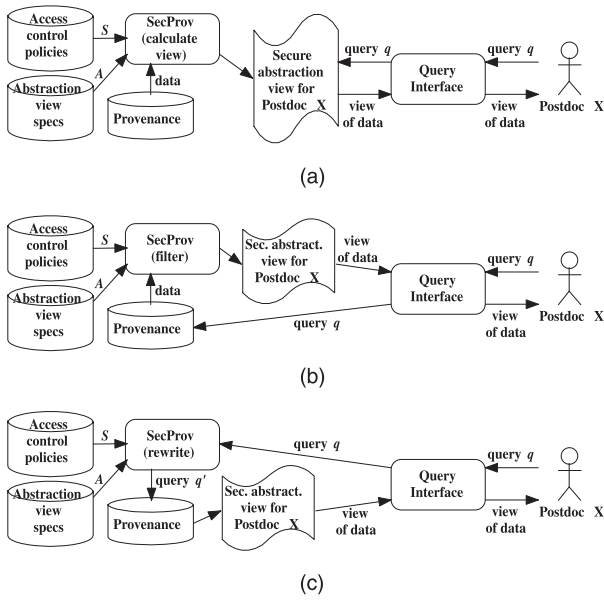 Access
control
policies
S
SecProv
(calculate
view)
Abstraction
view
specs
A
data
Provenance
Secure
abstraction
view for
Postdoc X
query q
view
of data
Query
Interface
query q
view
of data
Postdoc X
(a)
Access
control
policies
S
SecProv
(filter)
Abstraction
view
specs
A
data
Provenance
Sec. abstract.
view for
Postdoc X
view
of data
query q
Query
Interface
query q
view
of data
Postdoc X
(b)
Access
control
policies
S
SecProv
(rewrite)
Abstraction
view
specs
A
query q'
Provenance
Sec. abstract.
view for
Postdoc X
query q
view
of data
Query
Interface
query q
view
of data
Postdoc X
(c)